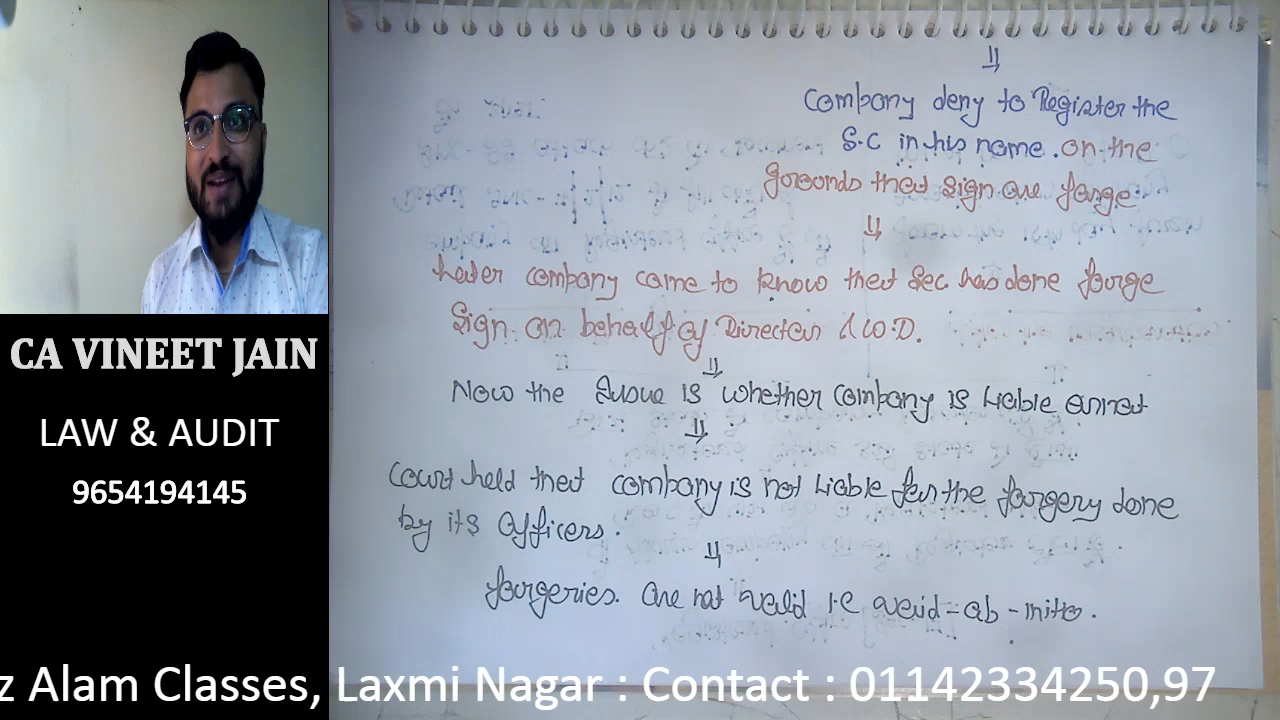 CA VINEET JAIN
LAW & AUDIT
9654194145
⇓
Company deny to Register the
S.C in his name. on the
grounds that sign are forge
⇓
Later company came to know that Sec has done forge
Sign on behalf of Director & W.D.
⇓
Now the Issue is whether Company is Liable or not
⇓
Court held that company is not Liable for the forgery done
by its officers.
⇓
forgeries. are not valid i.e void-ab-initio.
z Alam Classes, Laxmi Nagar : Contact : 01142334250,97